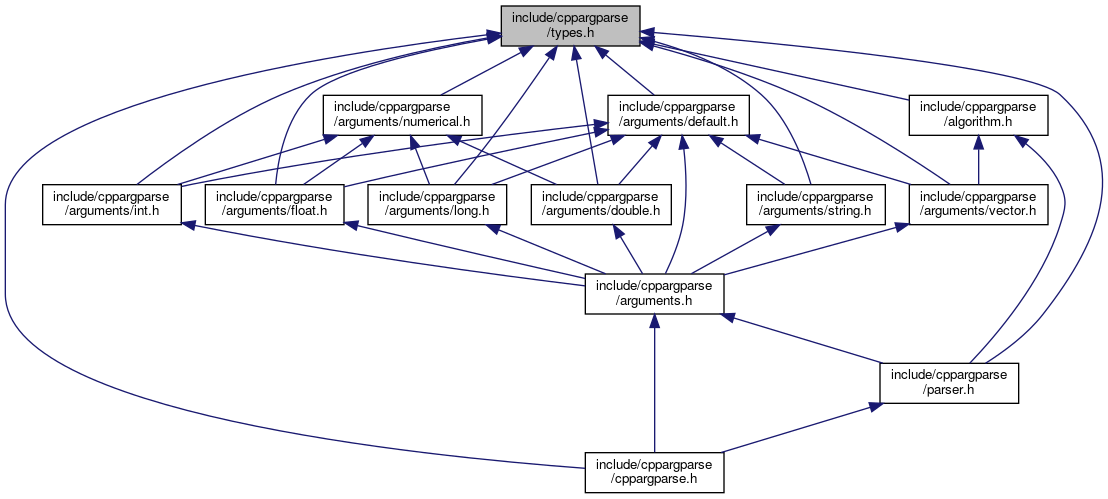 include/cppargparse
/types.h
include/cppargparse
/arguments/numerical.h
include/cppargparse
/arguments/default.h
include/cppargparse
/algorithm.h
include/cppargparse
/arguments/int.h
include/cppargparse
/arguments/float.h
include/cppargparse
/arguments/long.h
include/cppargparse
/arguments/double.h
include/cppargparse
/arguments/string.h
include/cppargparse
/arguments/vector.h
include/cppargparse
/arguments.h
include/cppargparse
/parser.h
include/cppargparse
/cppargparse.h